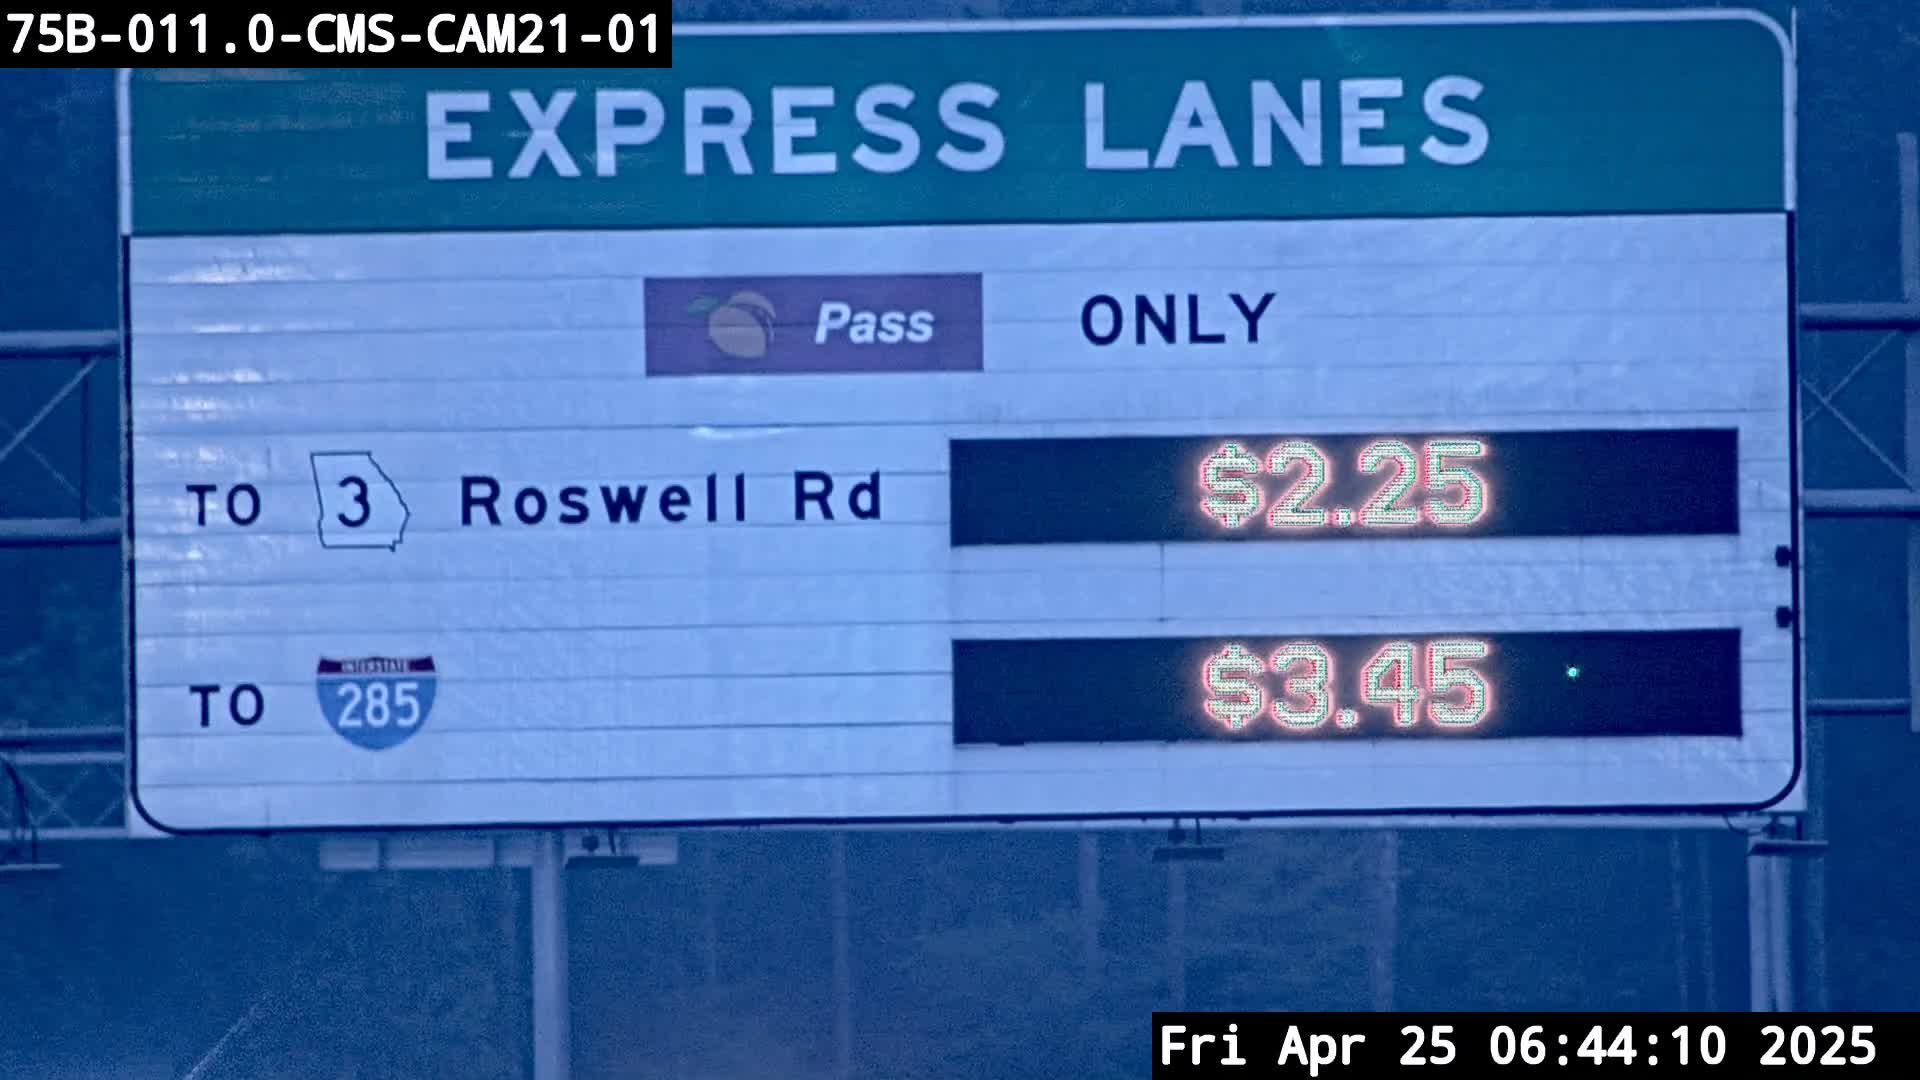 75B-011.0-CMS-CAM21-01
EXPRESS LANES
Pass ONLY
TO 3 Roswell Rd $2.25
TO INTERSTATE 285 $3.45
Fri Apr 25 06:44:10 2025